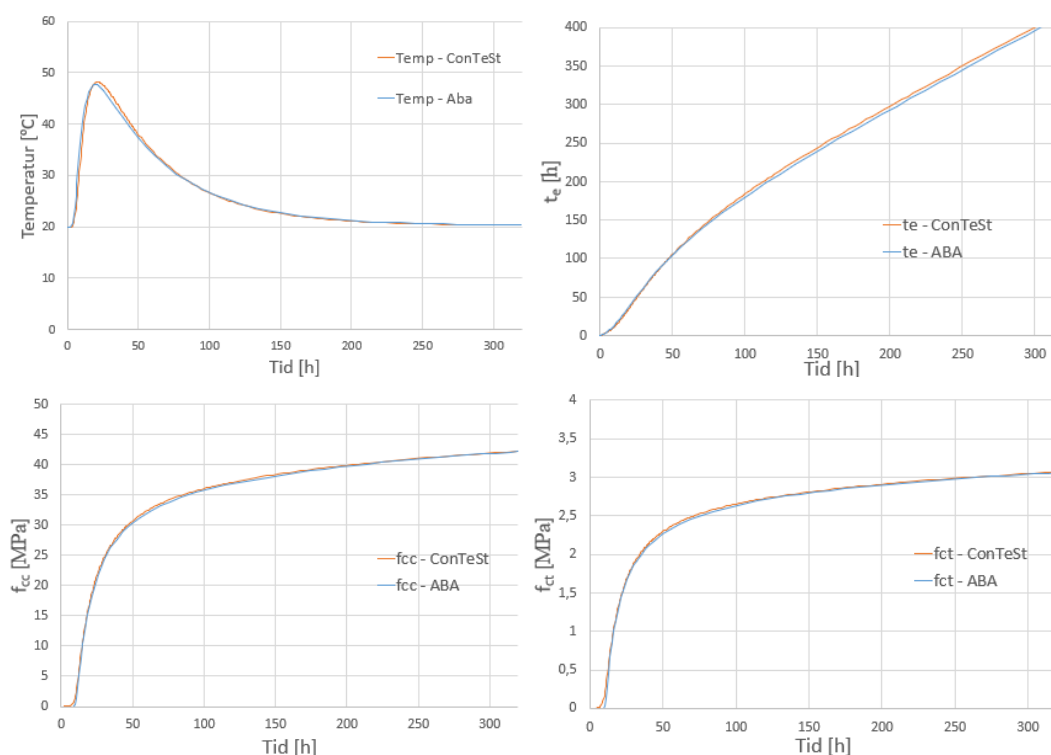 60
50
40
30
20
10
0
Temperatur [°C]
Temp - ConTeSt
Temp - Aba
0 50 100 150 200 250 300
Tid [h]
400
350
300
250
200
150
100
50
0
t_e [h]
te - ConTeSt
te - ABA
0 50 100 150 200 250 300
Tid [h]
50
45
40
35
30
25
20
15
10
5
0
f_cc [MPa]
fcc - ConTeSt
fcc - ABA
0 50 100 150 200 250 300
Tid [h]
4
3,5
3
2,5
2
1,5
1
0,5
0
f_ct [MPa]
fct - ConTeSt
fct - ABA
0 50 100 150 200 250 300
Tid [h]